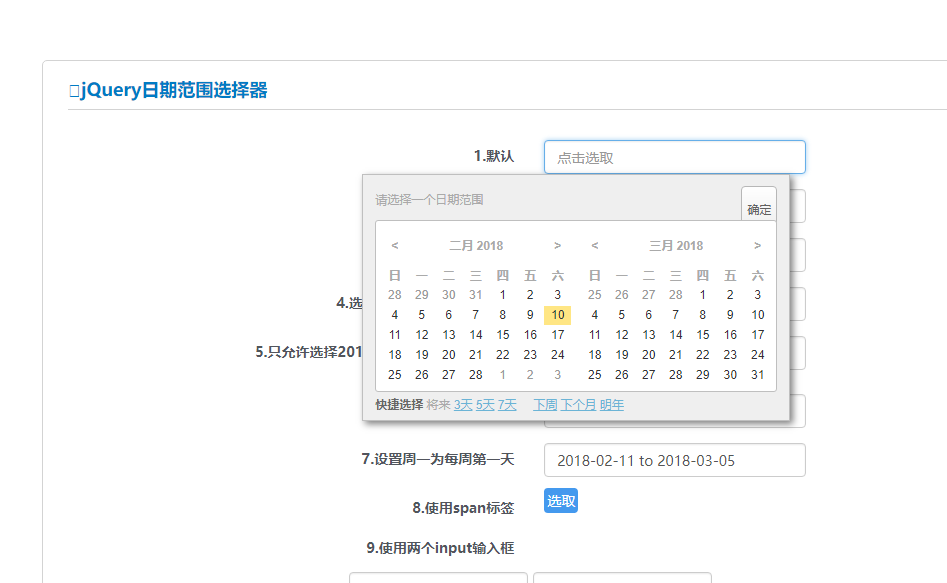 jQuery日期范围选择器
1.默认
点击选取
请选择一个日期范围
确定
< 二月 2018 > < 三月 2018 >
日 一 二 三 四 五 六 日 一 二 三 四 五 六
28 29 30 31 1 2 3 25 26 27 28 1 2 3
4 5 6 7 8 9 10 4 5 6 7 8 9 10
11 12 13 14 15 16 17 11 12 13 14 15 16 17
18 19 20 21 22 23 24 18 19 20 21 22 23 24
25 26 27 28 1 2 3 25 26 27 28 29 30 31
快捷选择 将来 3天 5天 7天 下周 下个月 明年
4.选
5.只允许选择201
7.设置周一为每周第一天
2018-02-11 to 2018-03-05
8.使用span标签
选取
9.使用两个input输入框